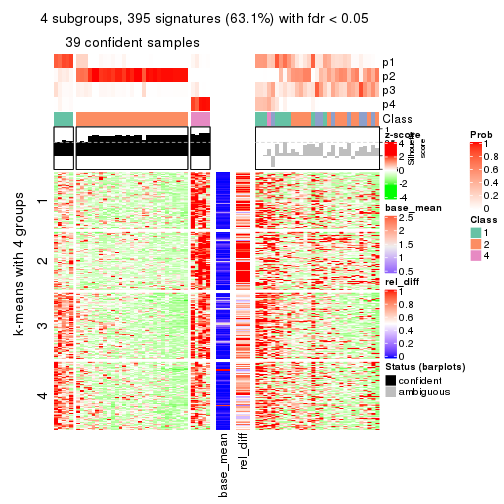 4 subgroups, 395 signatures (63.1%) with fdr < 0.05
39 confident samples
p1
p2
p3
p4
Class
Silhouette score
k-means with 4 groups
1
2
3
4
base_mean
rel_diff
z-score
4
2
0
-2
-4
base_mean
2.5
2
1.5
1
0.5
rel_diff
1
0.8
0.6
0.4
0.2
0
Status (barplots)
confident
ambiguous
Prob
1
0.8
0.6
0.4
0.2
0
Class
1
2
4